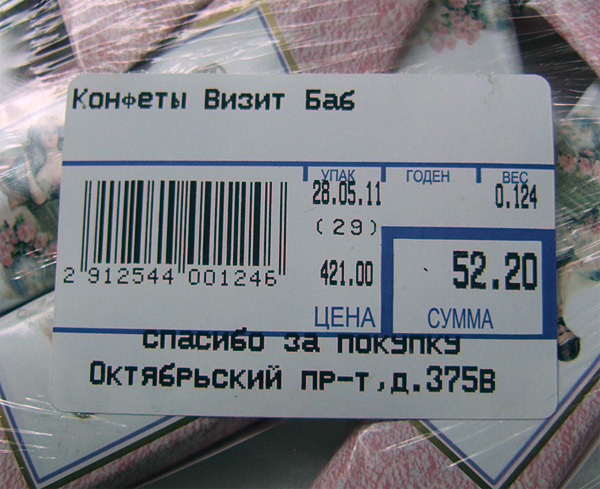 Конфеты Визит Баб
УПАК ГОДЕН ВЕС
28.05.11 0.124
(29)
421.00 52.20
2 912544 001246
ЦЕНА СУММА
спасибо за покупку
Октябрьский пр-т,д.375В